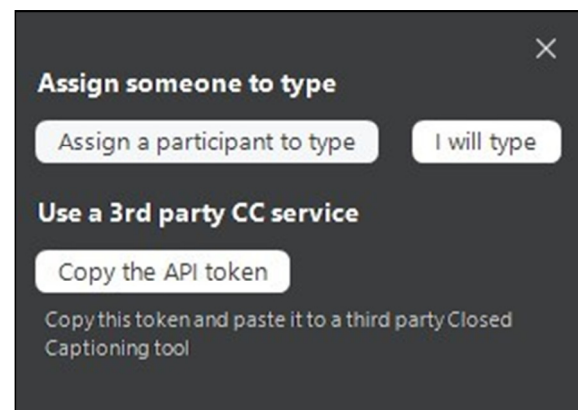 Assign someone to type
Assign a participant to type
I will type
Use a 3rd party CC service
Copy the API token
Copy this token and paste it to a third party Closed
Captioning tool